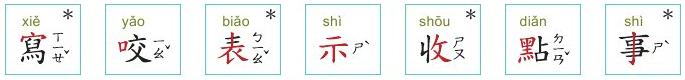 xiě * yǎo biǎo * shì shōu * diǎn shì *
寫 ㄒㄧㄝˇ 咬 ㄧㄠˇ 表 ㄅㄧㄠˇ 示 ㄕˋ 收 ㄕㄡ 點 ㄉㄧㄢˇ 事 ㄕˋ